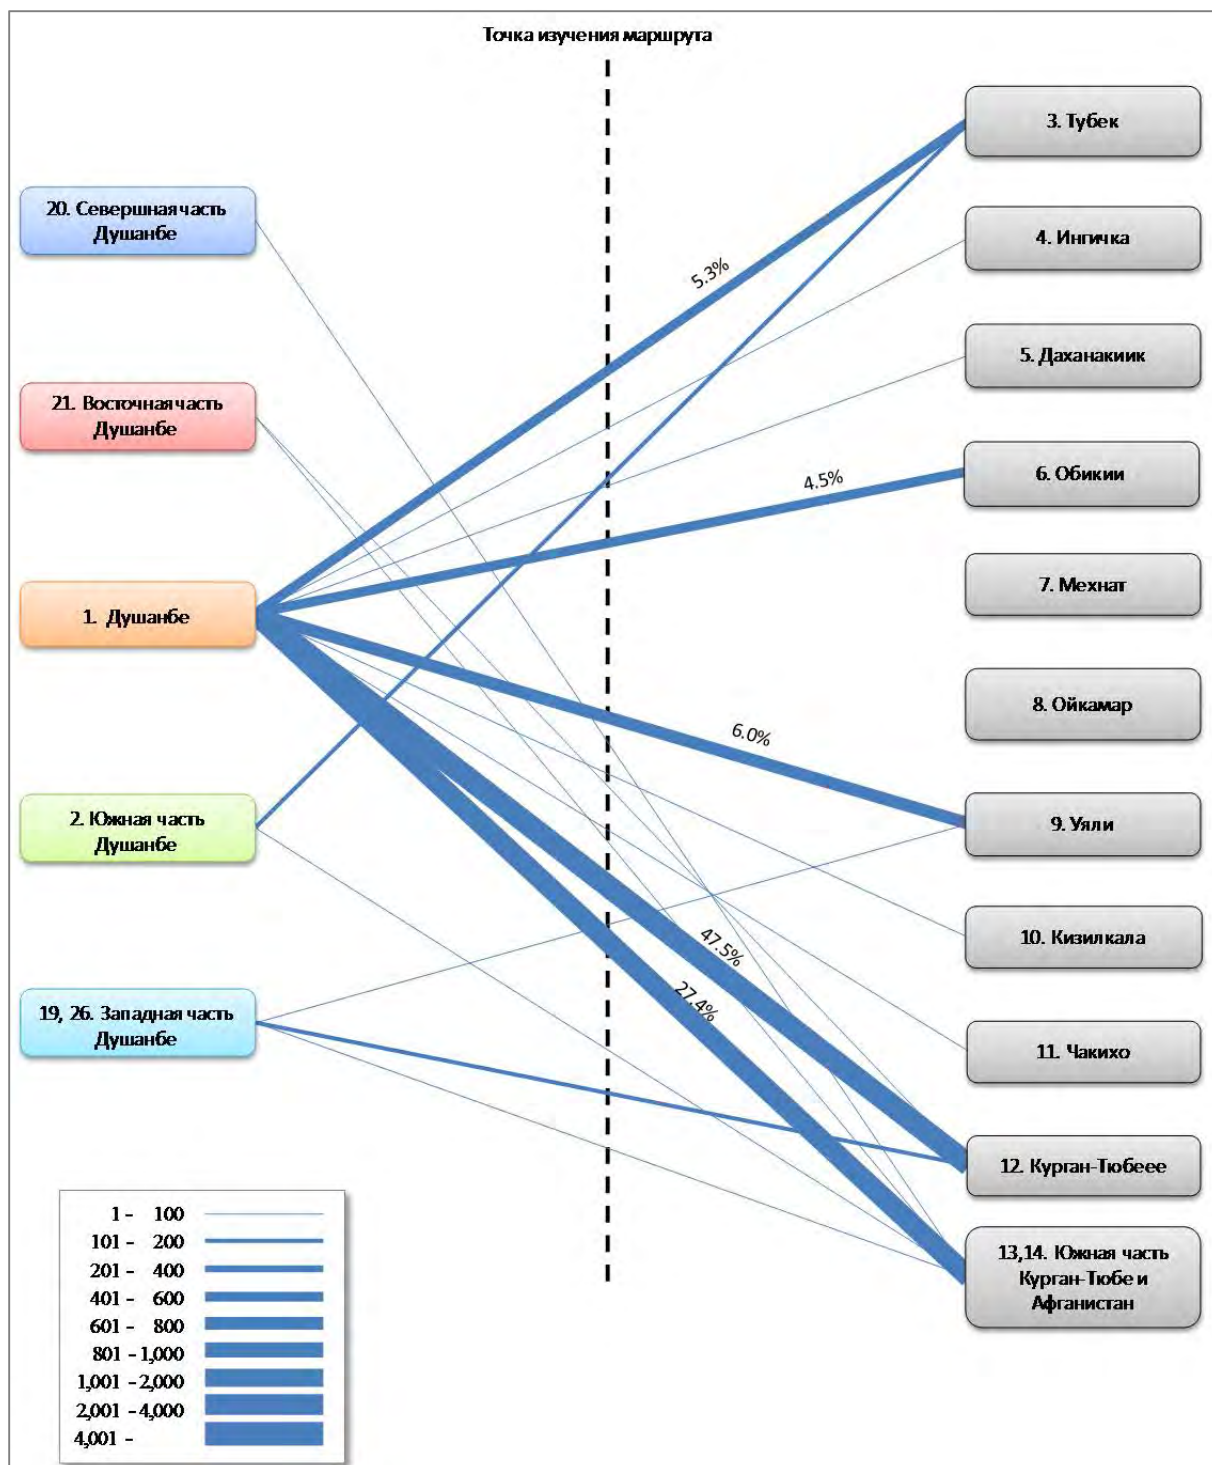 Точка изучения маршрута
20. Севершная часть
Душанбе
21. Восточная часть
Душанбе
1. Душанбе
2. Южная часть
Душанбе
19, 26. Западная часть
Душанбе
3. Тубек
4. Ингичка
5. Даханакиик
6. Обикии
7. Мехнат
8. Ойкамар
9. Уяли
10. Кизилкала
11. Чакихо
12. Курган-Тюбеее
13,14. Южная часть
Курган-Тюбе и
Афганистан
5.3%
4.5%
6.0%
47.5%
27.4%
1 - 100
101 - 200
201 - 400
401 - 600
601 - 800
801 - 1,000
1,001 - 2,000
2,001 - 4,000
4,001 -